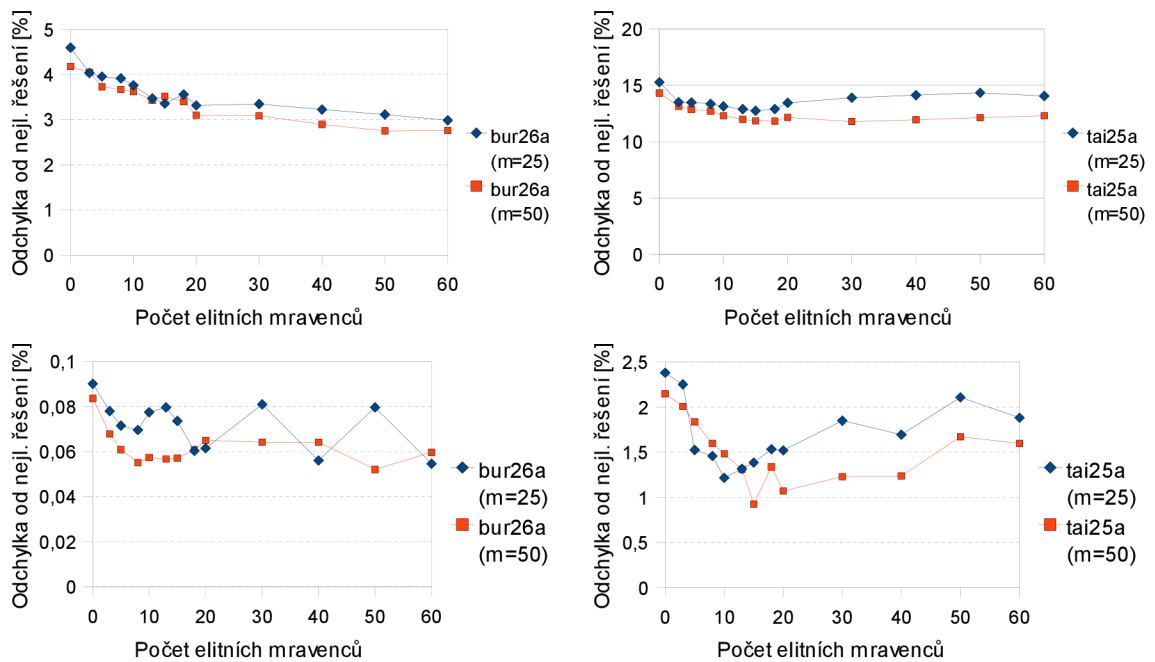 Odchylka od nejl. řešení [%]
5
4
3
2
1
0
0 10 20 30 40 50 60
Počet elitních mravenců
bur26a
(m=25)
bur26a
(m=50)
Odchylka od nejl. řešení [%]
20
15
10
5
0
0 10 20 30 40 50 60
Počet elitních mravenců
tai25a
(m=25)
tai25a
(m=50)
Odchylka od nejl. řešení [%]
0,1
0,08
0,06
0,04
0,02
0
0 10 20 30 40 50 60
Počet elitních mravenců
bur26a
(m=25)
bur26a
(m=50)
Odchylka od nejl. řešení [%]
2,5
2
1,5
1
0,5
0
0 10 20 30 40 50 60
Počet elitních mravenců
tai25a
(m=25)
tai25a
(m=50)